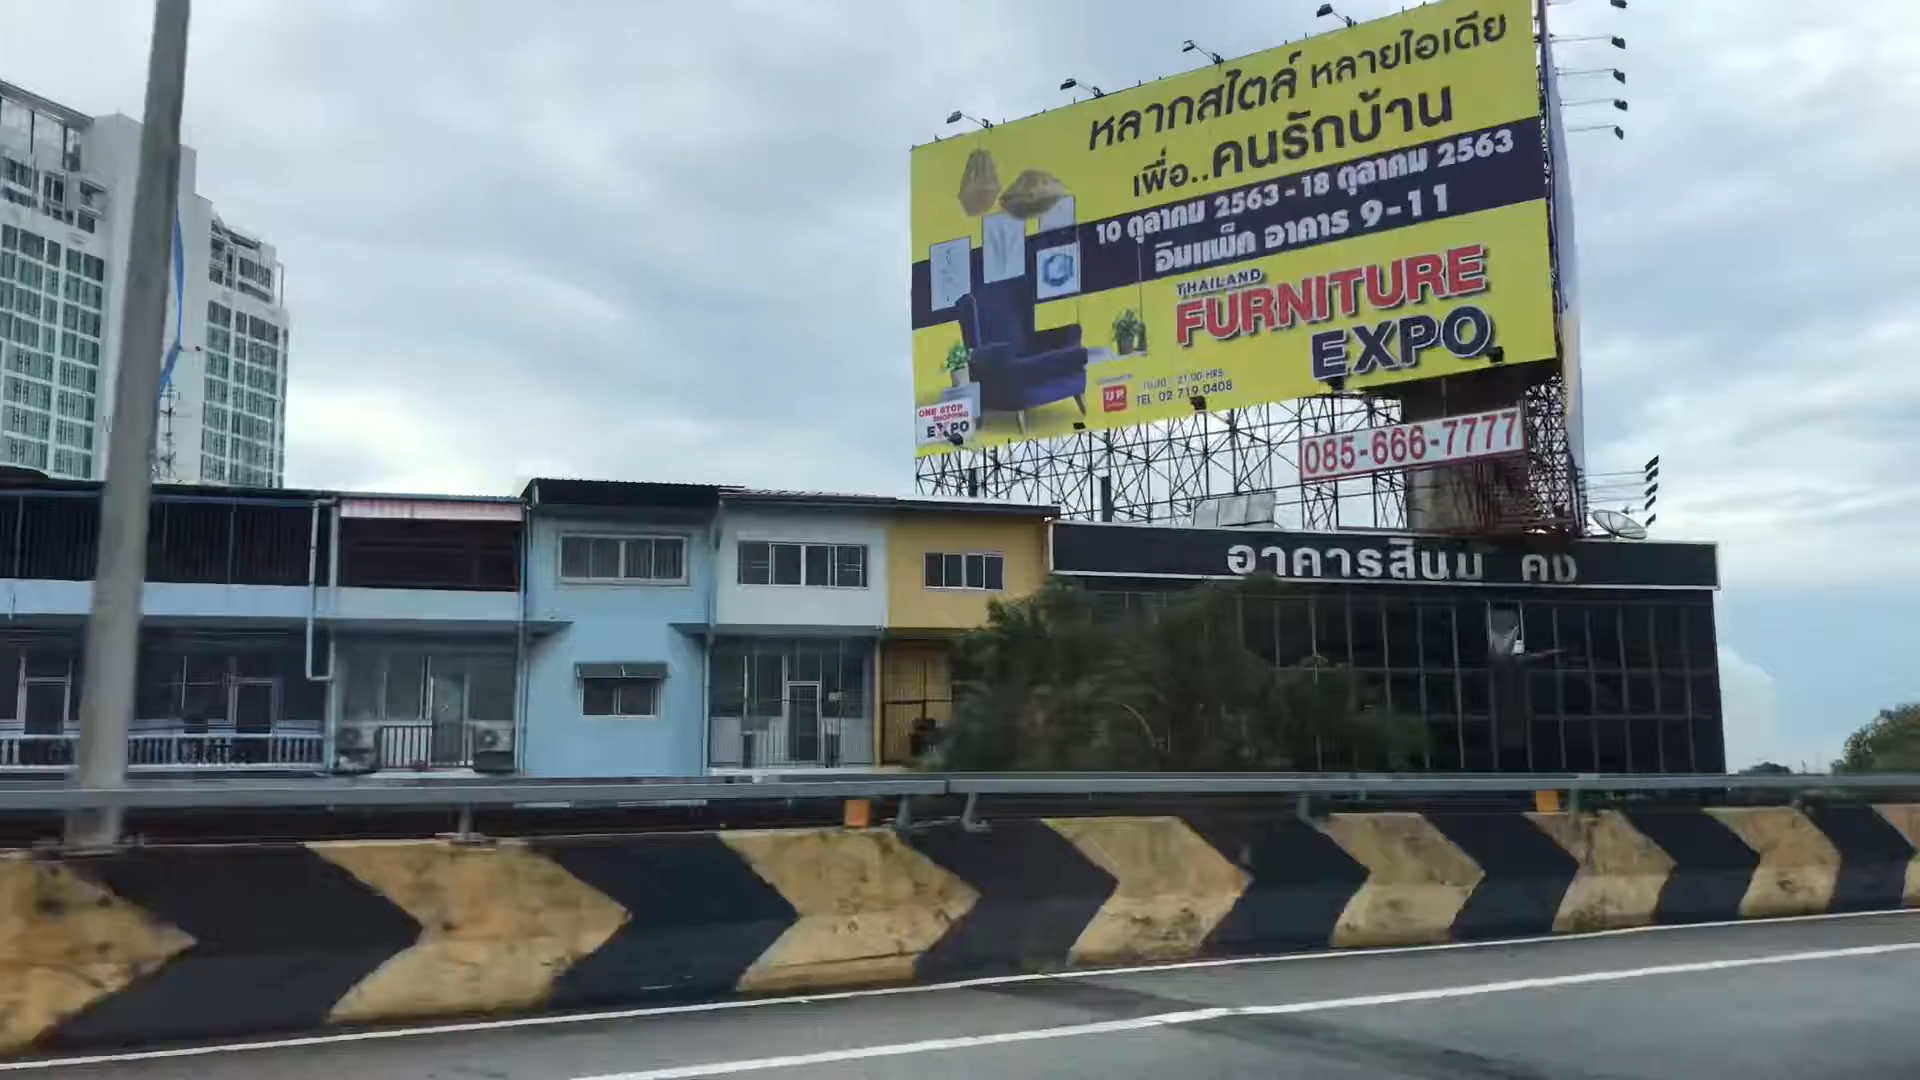 หลากสไตล์ หลายไอเดีย
เพื่อ..คนรักบ้าน
10 ตุลาคม 2563 - 18 ตุลาคม 2563
อิมแพ็ค อาคาร 9-11
THAILAND
FURNITURE
EXPO
21.00 HRS
TEL 02 719 0408
ONE STOP
SHOPPING
EXPO
085-666-7777
อาคารสินม คง